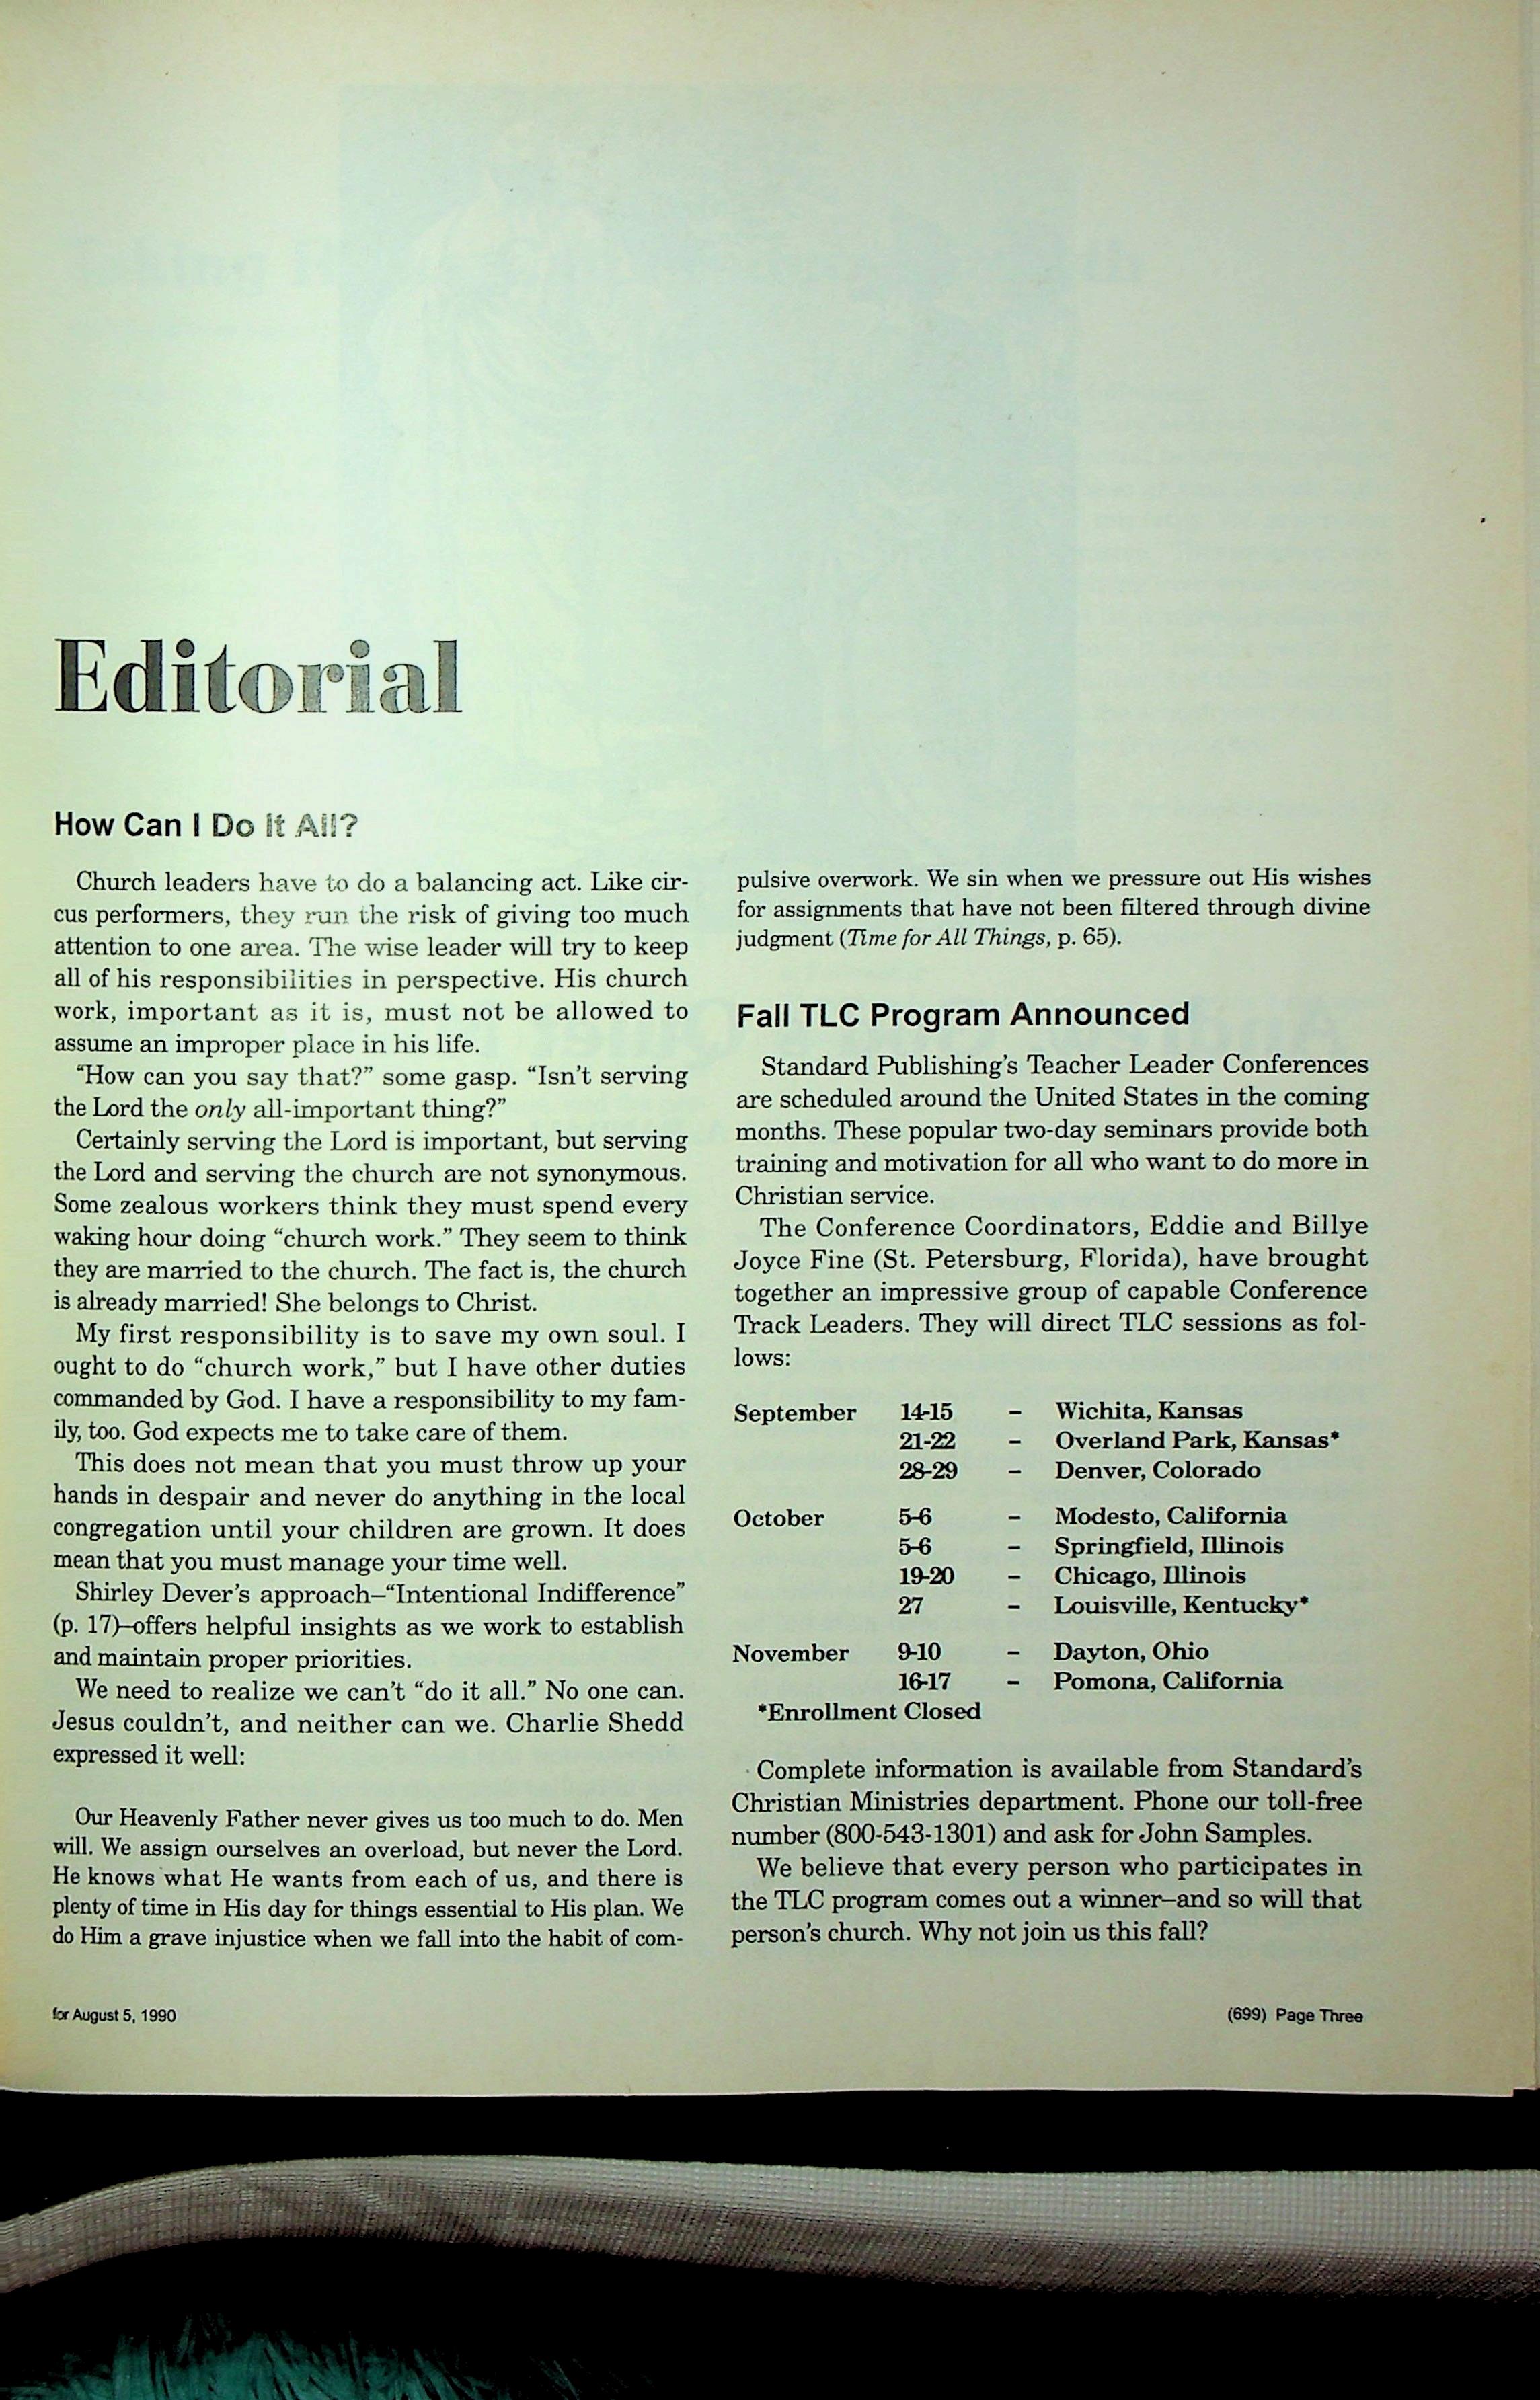 Editorial
How Can I Do It All?
Church leaders have to do a balancing act. Like cir-
cus performers, they run the risk of giving too much
attention to one area. The wise leader will try to keep
all of his responsibilities in perspective. His church
work, important as it is, must not be allowed to
assume an improper place in his life.
“How can you say that?” some gasp. “Isn’t serving
the Lord the only all-important thing?”
Certainly serving the Lord is important, but serving
the Lord and serving the church are not synonymous.
Some zealous workers think they must spend every
waking hour doing “church work.” They seem to think
they are married to the church. The fact is, the church
is already married! She belongs to Christ.
My first responsibility is to save my own soul. I
ought to do “church work,” but I have other duties
commanded by God. I have a responsibility to my fam-
ily, too. God expects me to take care of them.
This does not mean that you must throw up your
hands in despair and never do anything in the local
congregation until your children are grown. It does
mean that you must manage your time well.
Shirley Dever’s approach–“Intentional Indifference”
(p. 17)–offers helpful insights as we work to establish
and maintain proper priorities.
We need to realize we can’t “do it all.” No one can.
Jesus couldn’t, and neither can we. Charlie Shedd
expressed it well:
Our Heavenly Father never gives us too much to do. Men
will. We assign ourselves an overload, but never the Lord.
He knows what He wants from each of us, and there is
plenty of time in His day for things essential to His plan. We
do Him a grave injustice when we fall into the habit of com-
pulsive overwork. We sin when we pressure out His wishes
for assignments that have not been filtered through divine
judgment (Time for All Things, p. 65).
Fall TLC Program Announced
Standard Publishing’s Teacher Leader Conferences
are scheduled around the United States in the coming
months. These popular two-day seminars provide both
training and motivation for all who want to do more in
Christian service.
The Conference Coordinators, Eddie and Billye
Joyce Fine (St. Petersburg, Florida), have brought
together an impressive group of capable Conference
Track Leaders. They will direct TLC sessions as fol-
lows:
September 14-15 – Wichita, Kansas
21-22 – Overland Park, Kansas*
28-29 – Denver, Colorado
October 5-6 – Modesto, California
5-6 – Springfield, Illinois
19-20 – Chicago, Illinois
27 – Louisville, Kentucky*
November 9-10 – Dayton, Ohio
16-17 – Pomona, California
*Enrollment Closed
Complete information is available from Standard’s
Christian Ministries department. Phone our toll-free
number (800-543-1301) and ask for John Samples.
We believe that every person who participates in
the TLC program comes out a winner–and so will that
person’s church. Why not join us this fall?
for August 5, 1990
(699) Page Three